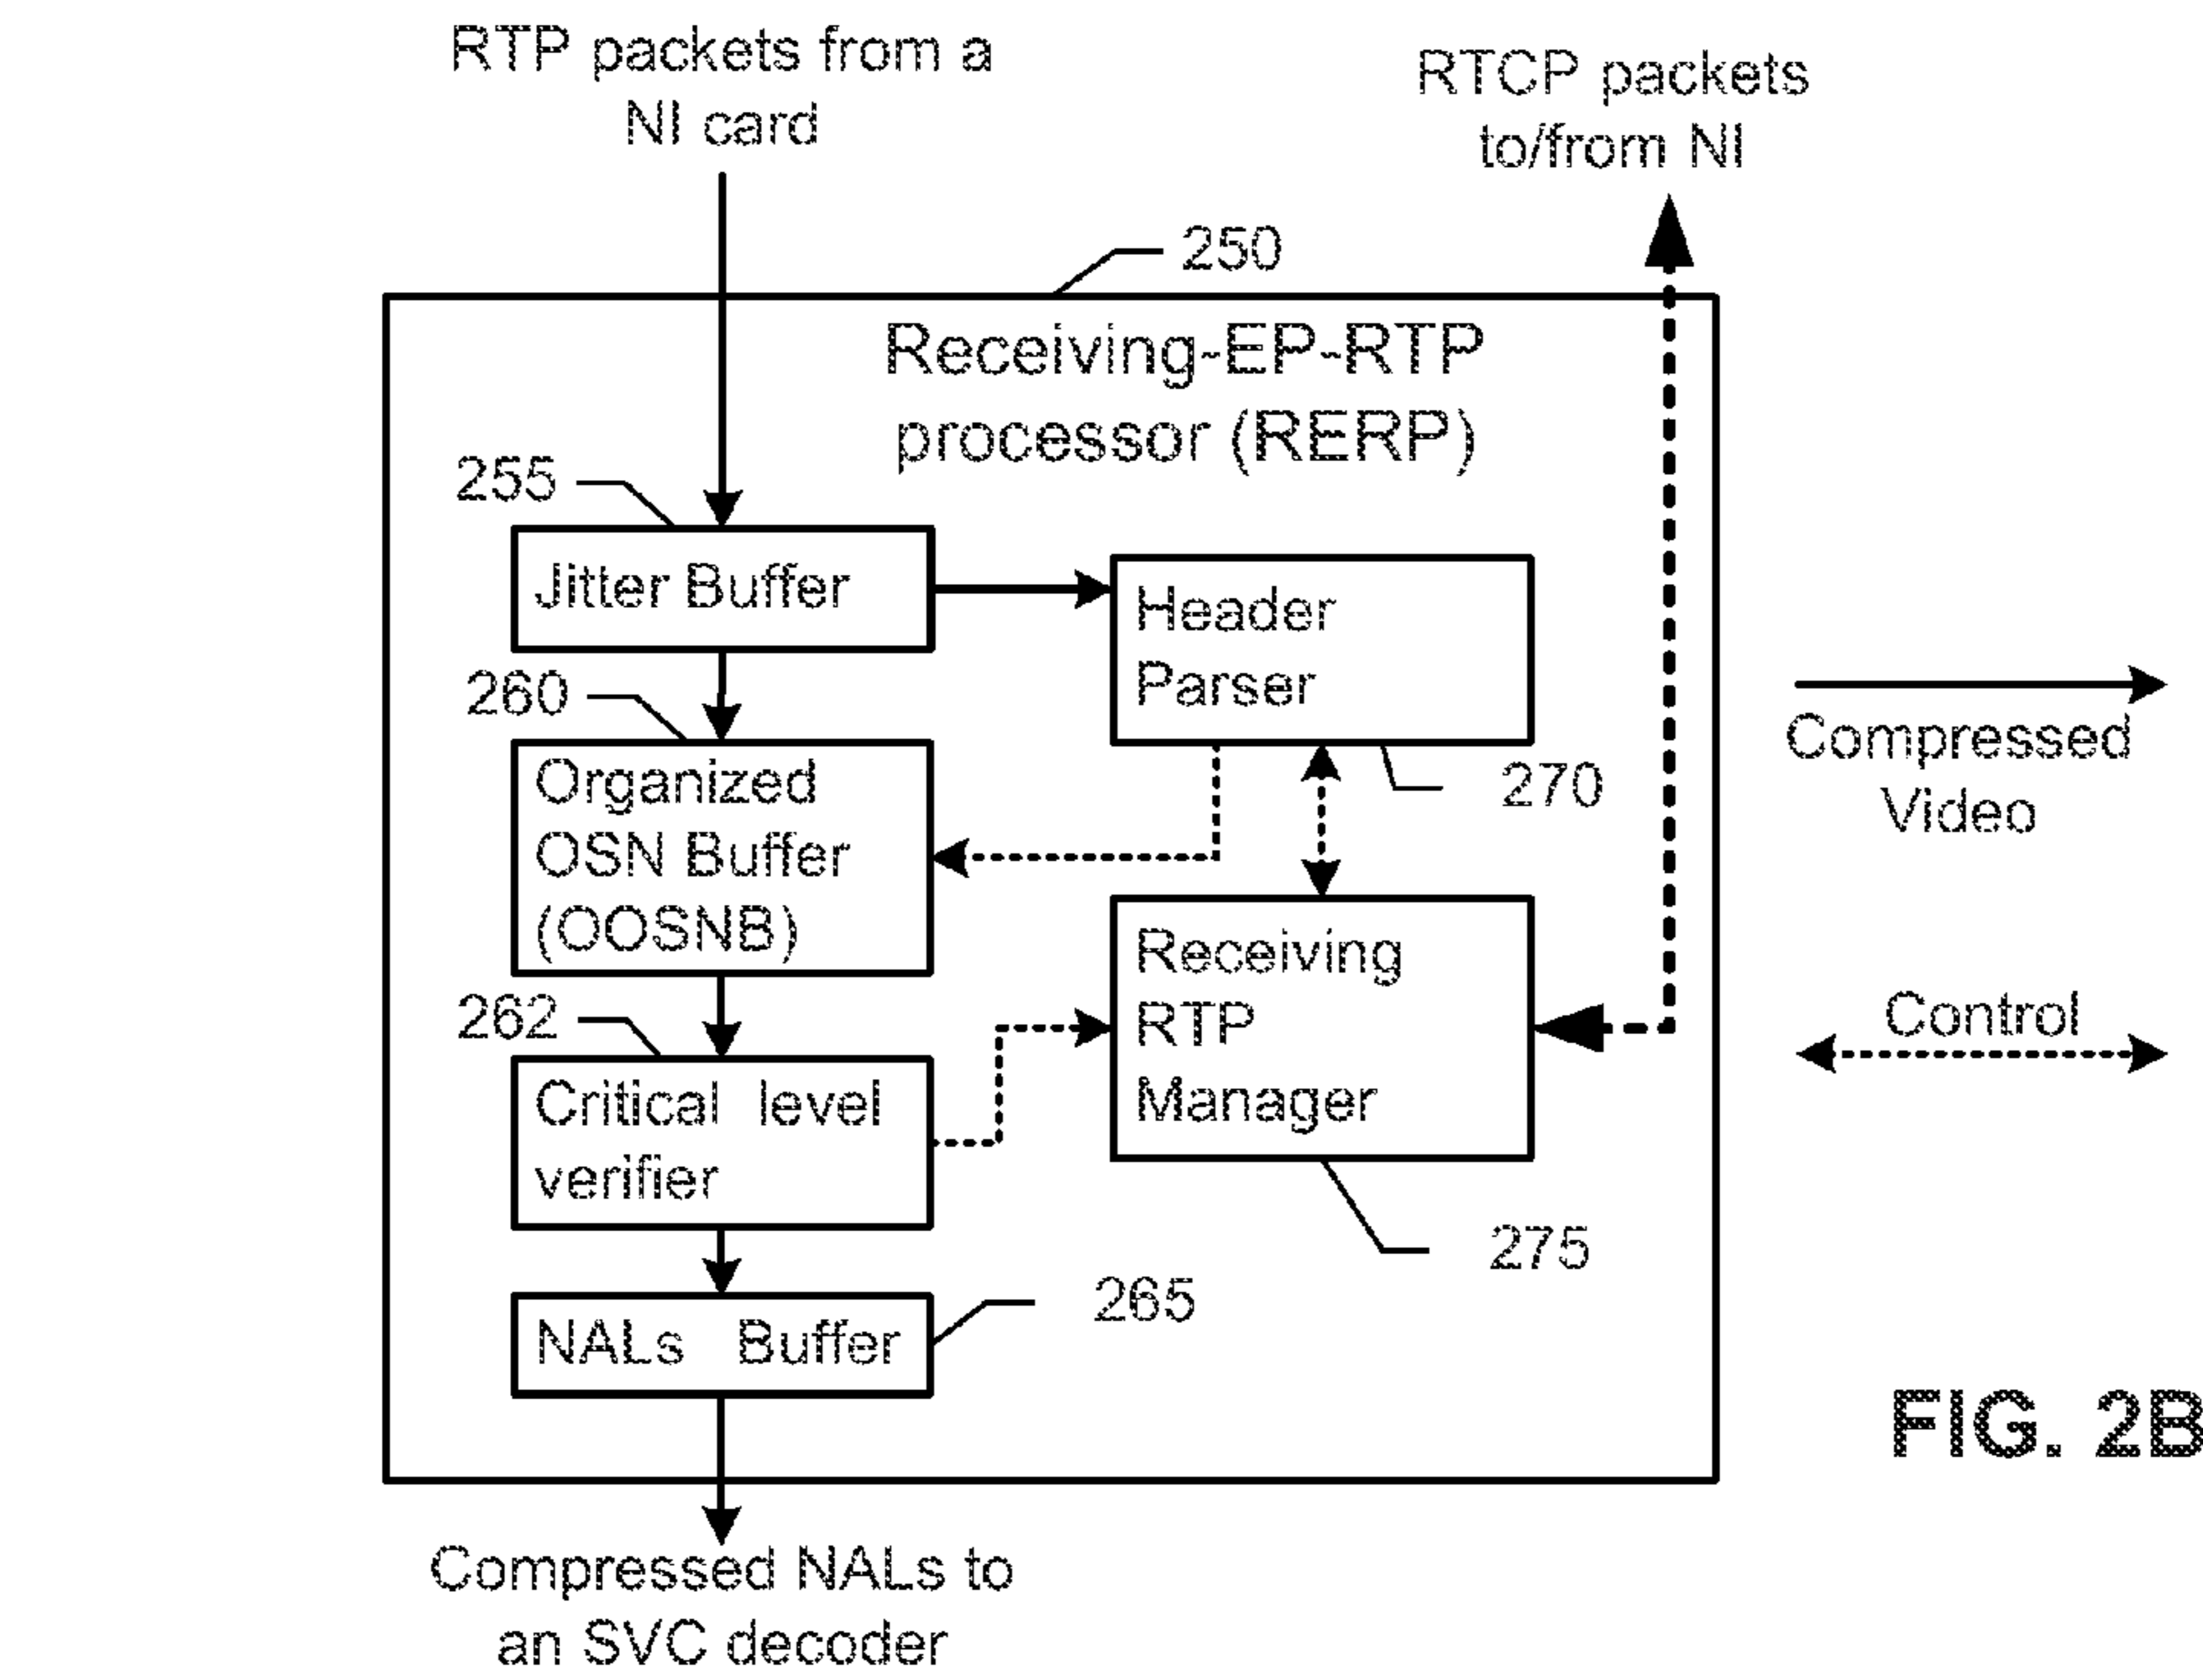 RTP packets from a
NI card
RTCP packets
to/from NI
250
Receiving-EP-RTP
processor (RERP)
255
Jitter Buffer
Header
Parser
260
Organized
OSN Buffer
(OOSNB)
270
Compressed
Video
Receiving
RTP
Manager
262
Critical level
verifier
Control
275
265
NALs Buffer
FIG. 2B
Compressed NALs to
an SVC decoder